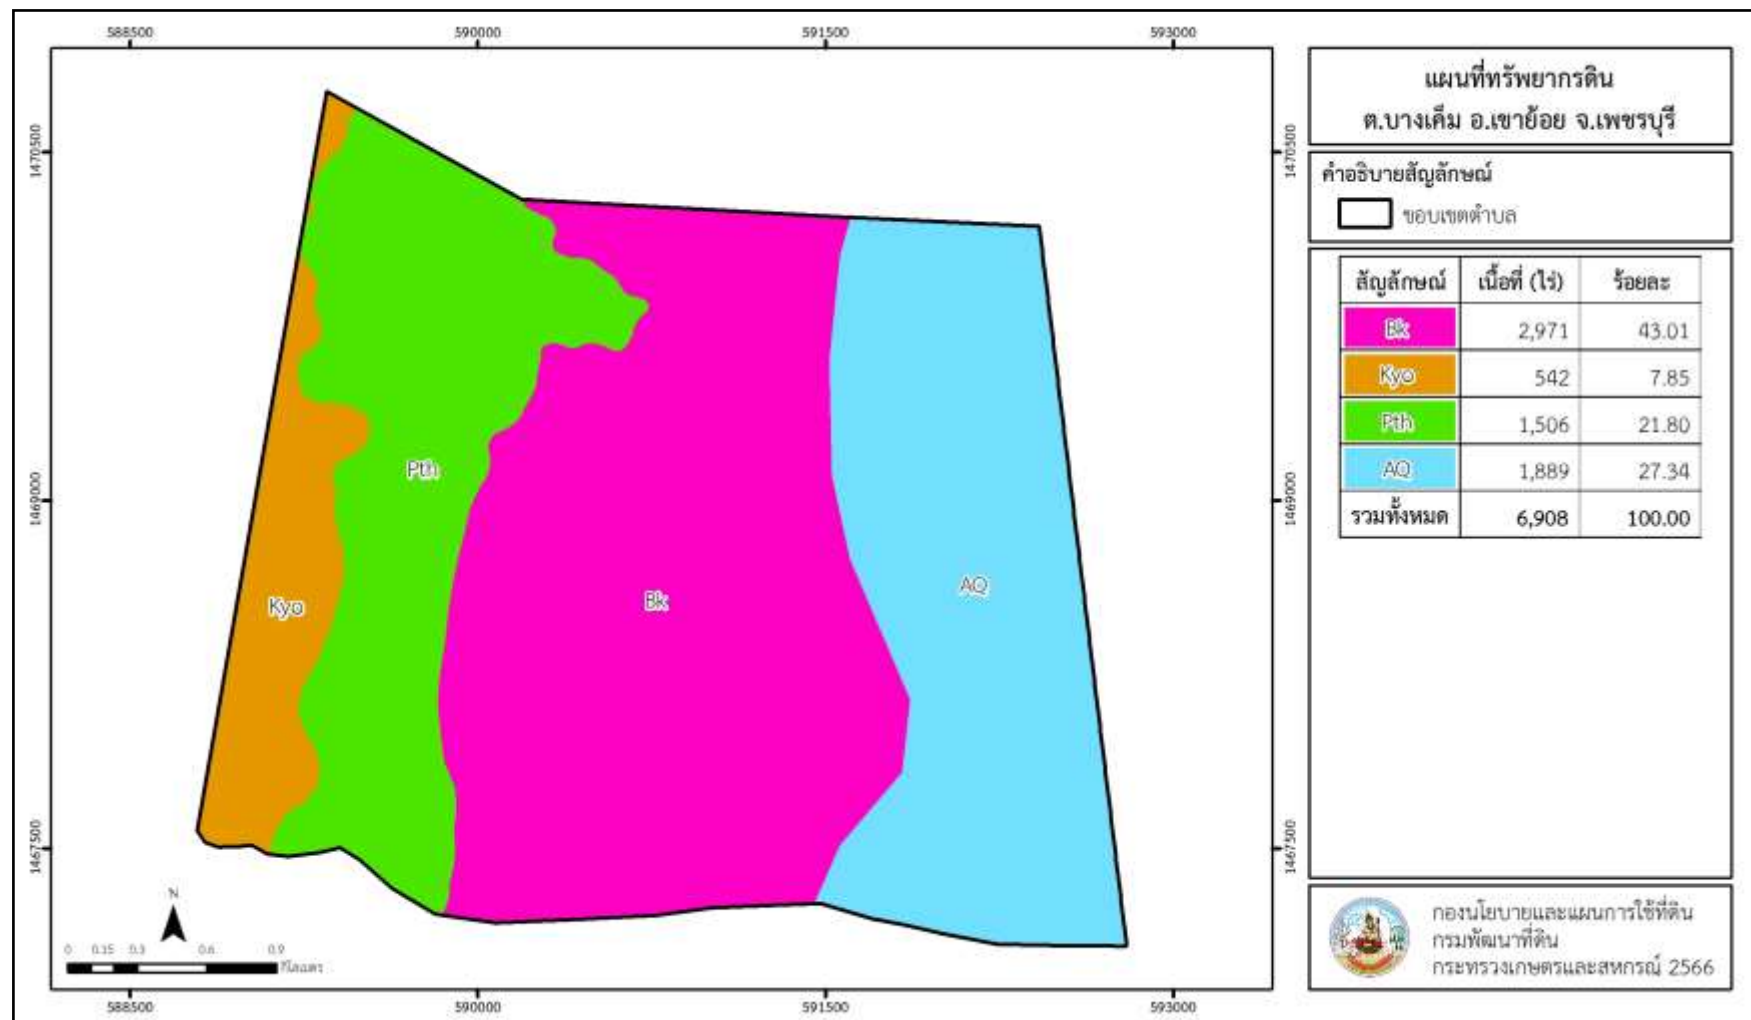 588500 590000 591500 593000
1470500 1470500
1469000 1469000
1467500 1467500
Pth
Kyo
Bk
AQ
N
0 0.15 0.3 0.6 0.9
กิโลเมตร
588500 590000 591500 593000
แผนที่ทรัพยากรดิน
ต.บางเค็ม อ.เขาย้อย จ.เพชรบุรี
คำอธิบายสัญลักษณ์
ขอบเขตตำบล
สัญลักษณ์ เนื้อที่ (ไร่) ร้อยละ
Bk 2,971 43.01
Kyo 542 7.85
Pth 1,506 21.80
AQ 1,889 27.34
รวมทั้งหมด 6,908 100.00
กองนโยบายและแผนการใช้ที่ดิน
กรมพัฒนาที่ดิน
กระทรวงเกษตรและสหกรณ์ 2566